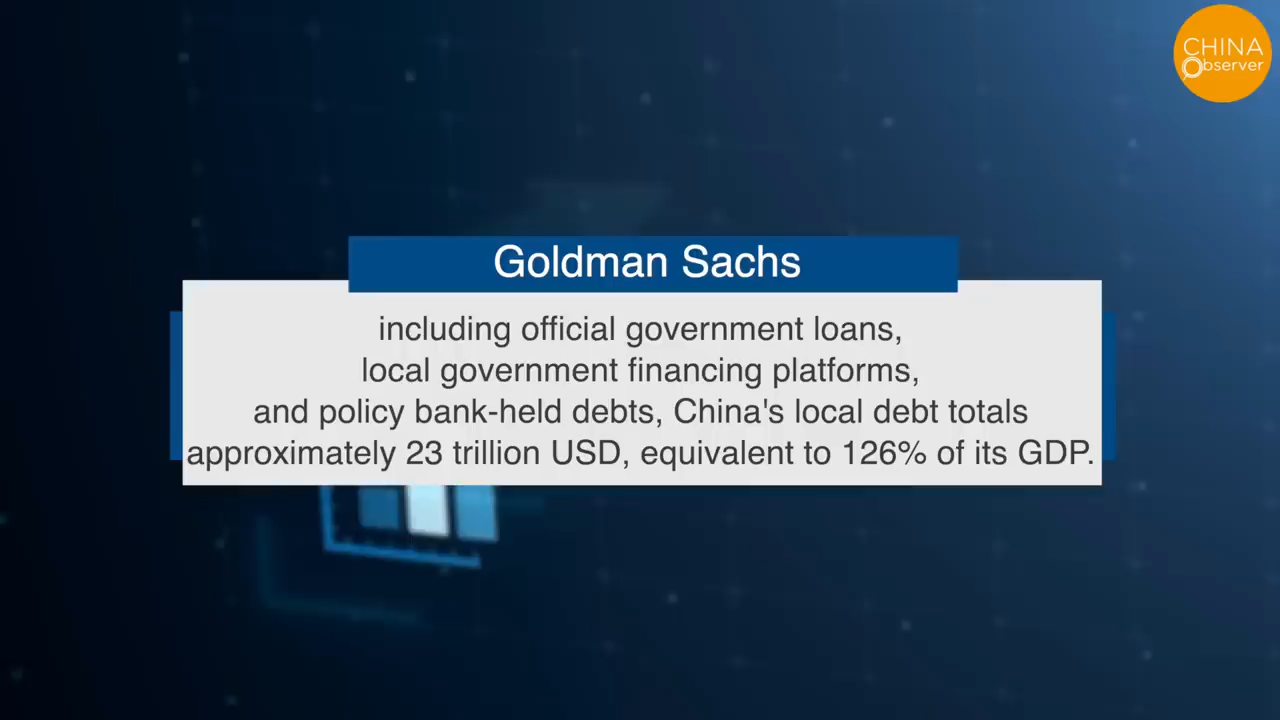 CHINA
Observer
Goldman Sachs
including official government loans,
local government financing platforms,
and policy bank-held debts, China's local debt totals
approximately 23 trillion USD, equivalent to 126% of its GDP.